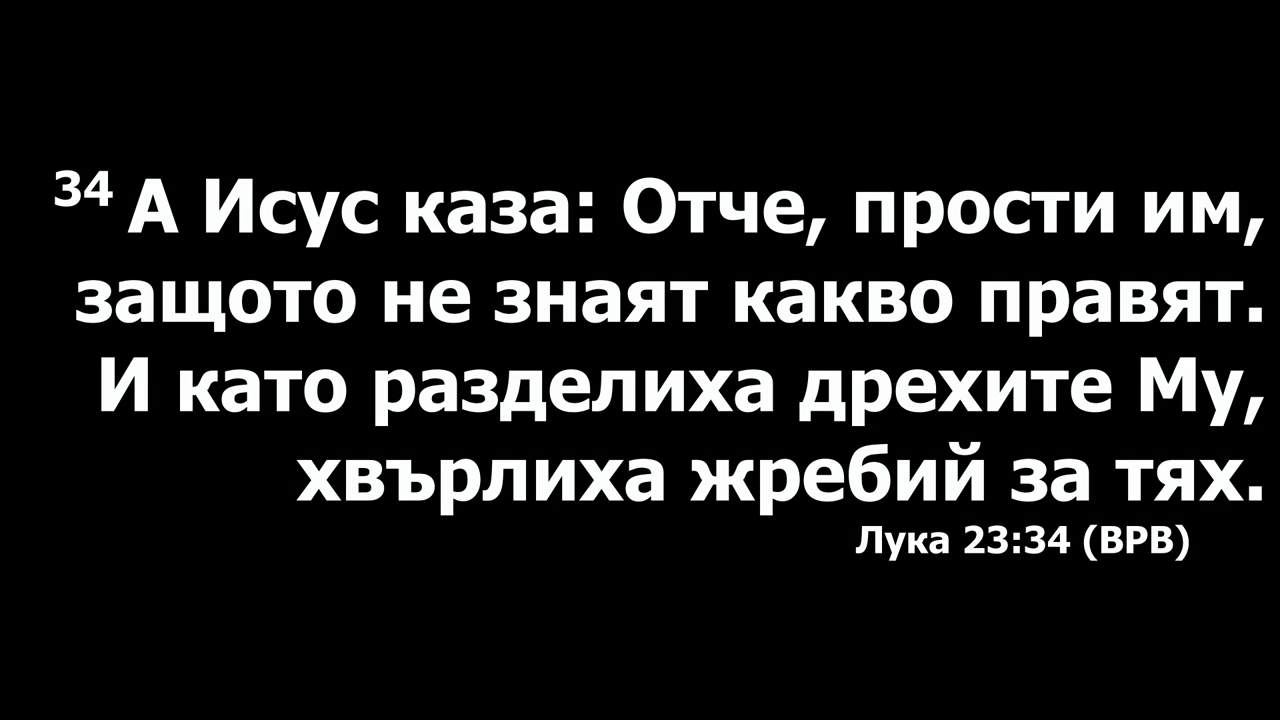 34 А Исус каза: Отче, прости им,
защото не знаят какво правят.
И като разделиха дрехите Му,
хвърлиха жребий за тях.
Лука 23:34 (ВРВ)